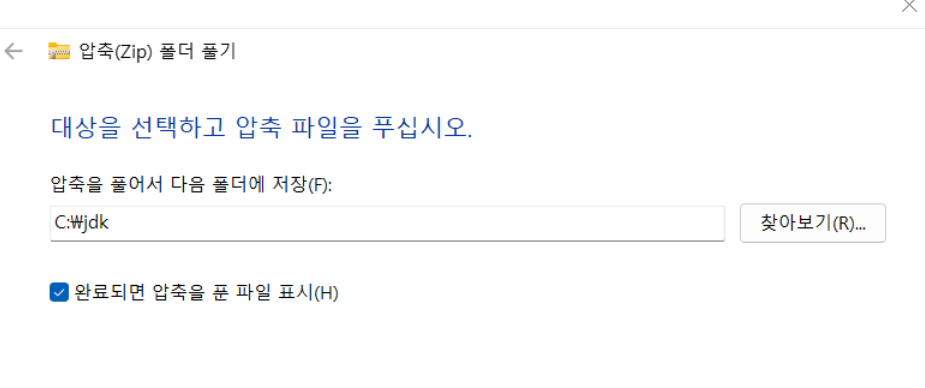 압축(Zip) 폴더 풀기
대상을 선택하고 압축 파일을 푸십시오.
압축을 풀어서 다음 폴더에 저장(F):
C:₩jdk
찾아보기(R)...
완료되면 압축을 푼 파일 표시(H)